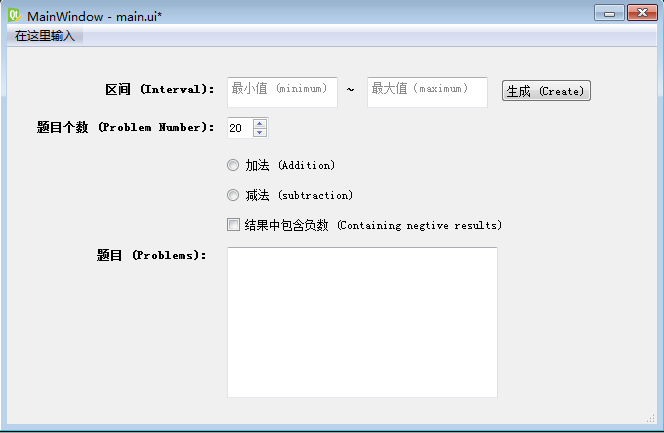 MainWindow - main.ui*
在这里输入
区间 (Interval): 最小值 (minimum) ~ 最大值 (maximum) 生成 (Create)
题目个数 (Problem Number): 20
加法 (Addition)
减法 (subtraction)
结果中包含负数 (Containing negtive results)
题目 (Problems):